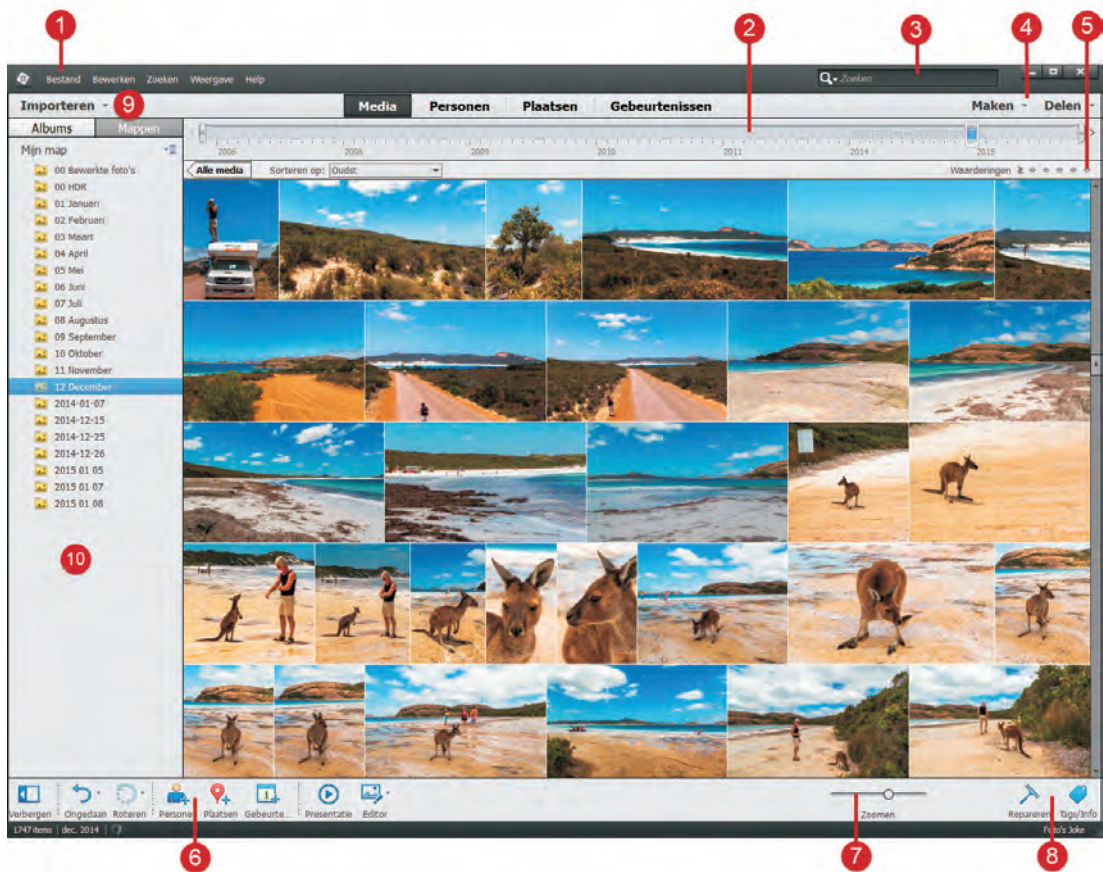 1
2
3
4
5
Bestand Bewerken Zoeken Weergave Help
Zoeken
Importeren
9
Media Personen Plaatsen Gebeurtenissen
Maken Delen
Albums Mappen
2006 2008 2009 2010 2011 2014 2015
Mijn map
Alle media Sorteren op: Oudst
Waarderingen ≥
00 Bewerkte foto's
00 HDR
01 Januari
02 Februari
03 Maart
04 April
05 Mei
06 Juni
07 Juli
08 Augustus
09 September
10 Oktober
11 November
12 December
2014-01-07
2014-12-15
2014-12-25
2014-12-26
2015 01 05
2015 01 07
2015 01 08
10
Verbergen Ongedaan Roteren Personen Plaatsen Gebeurte... Presentatie Editor
Zoomen
Repareren Tags/Info
1747 items dec. 2014
Foto's Joke
6
7
8